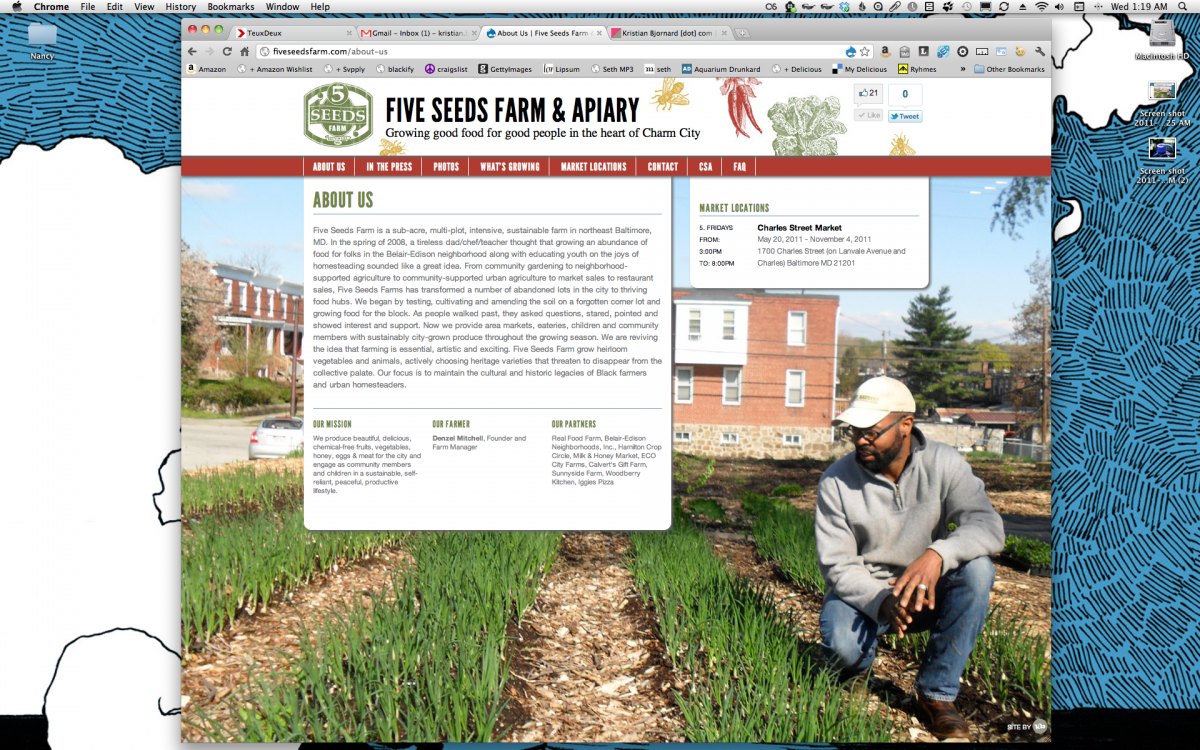 Chrome File Edit View History Bookmarks Window Help
Wed 1:19 AM
Nancy
Macintosh HD
Screen shot
2011-...25 AM
Screen shot
2011-...M (2)
TeuxDeux
Gmail - Inbox (1) - kristian.
About Us | Five Seeds Farm
Kristian Bjornard [dot] com
fiveseedsfarm.com/about-us
Amazon + Amazon Wishlist + Svpply blackify craigslist GettyImages Lipsum Seth MP3 seth Aquarium Drunkard + Delicious My Delicious Ryhmes » Other Bookmarks
5
SEEDS
FARM
FIVE SEEDS FARM & APIARY
Growing good food for good people in the heart of Charm City
21
Like
0
Tweet
ABOUT US IN THE PRESS PHOTOS WHAT'S GROWING MARKET LOCATIONS CONTACT CSA FAQ
ABOUT US
Five Seeds Farm is a sub-acre, multi-plot, intensive, sustainable farm in northeast Baltimore,
MD. In the spring of 2008, a tireless dad/chef/teacher thought that growing an abundance of
food for folks in the Belair-Edison neighborhood along with educating youth on the joys of
homesteading sounded like a great idea. From community gardening to neighborhood-
supported agriculture to community-supported urban agriculture to market sales to restaurant
sales, Five Seeds Farms has transformed a number of abandoned lots in the city to thriving
food hubs. We began by testing, cultivating and amending the soil on a forgotten corner lot and
growing food for the block. As people walked past, they asked questions, stared, pointed and
showed interest and support. Now we provide area markets, eateries, children and community
members with sustainably city-grown produce throughout the growing season. We are reviving
the idea that farming is essential, artistic and exciting. Five Seeds Farm grow heirloom
vegetables and animals, actively choosing heritage varieties that threaten to disappear from the
collective palate. Our focus is to maintain the cultural and historic legacies of Black farmers
and urban homesteaders.
OUR MISSION
We produce beautiful, delicious,
chemical-free fruits, vegetables,
honey, eggs & meat for the city and
engage as community members
and children in a sustainable, self-
reliant, peaceful, productive
lifestyle.
OUR FARMER
Denzel Mitchell, Founder and
Farm Manager
OUR PARTNERS
Real Food Farm, Belair-Edison
Neighborhoods, Inc., Hamilton Crop
Circle, Milk & Honey Market, ECO
City Farms, Calvert's Gift Farm,
Sunnyside Farm, Woodberry
Kitchen, Iggies Pizza
MARKET LOCATIONS
5. FRIDAYS
FROM:
3:00PM
TO: 8:00PM
Charles Street Market
May 20, 2011 - November 4, 2011
1700 Charles Street (on Lanvale Avenue and
Charles) Baltimore MD 21201
SITE BY